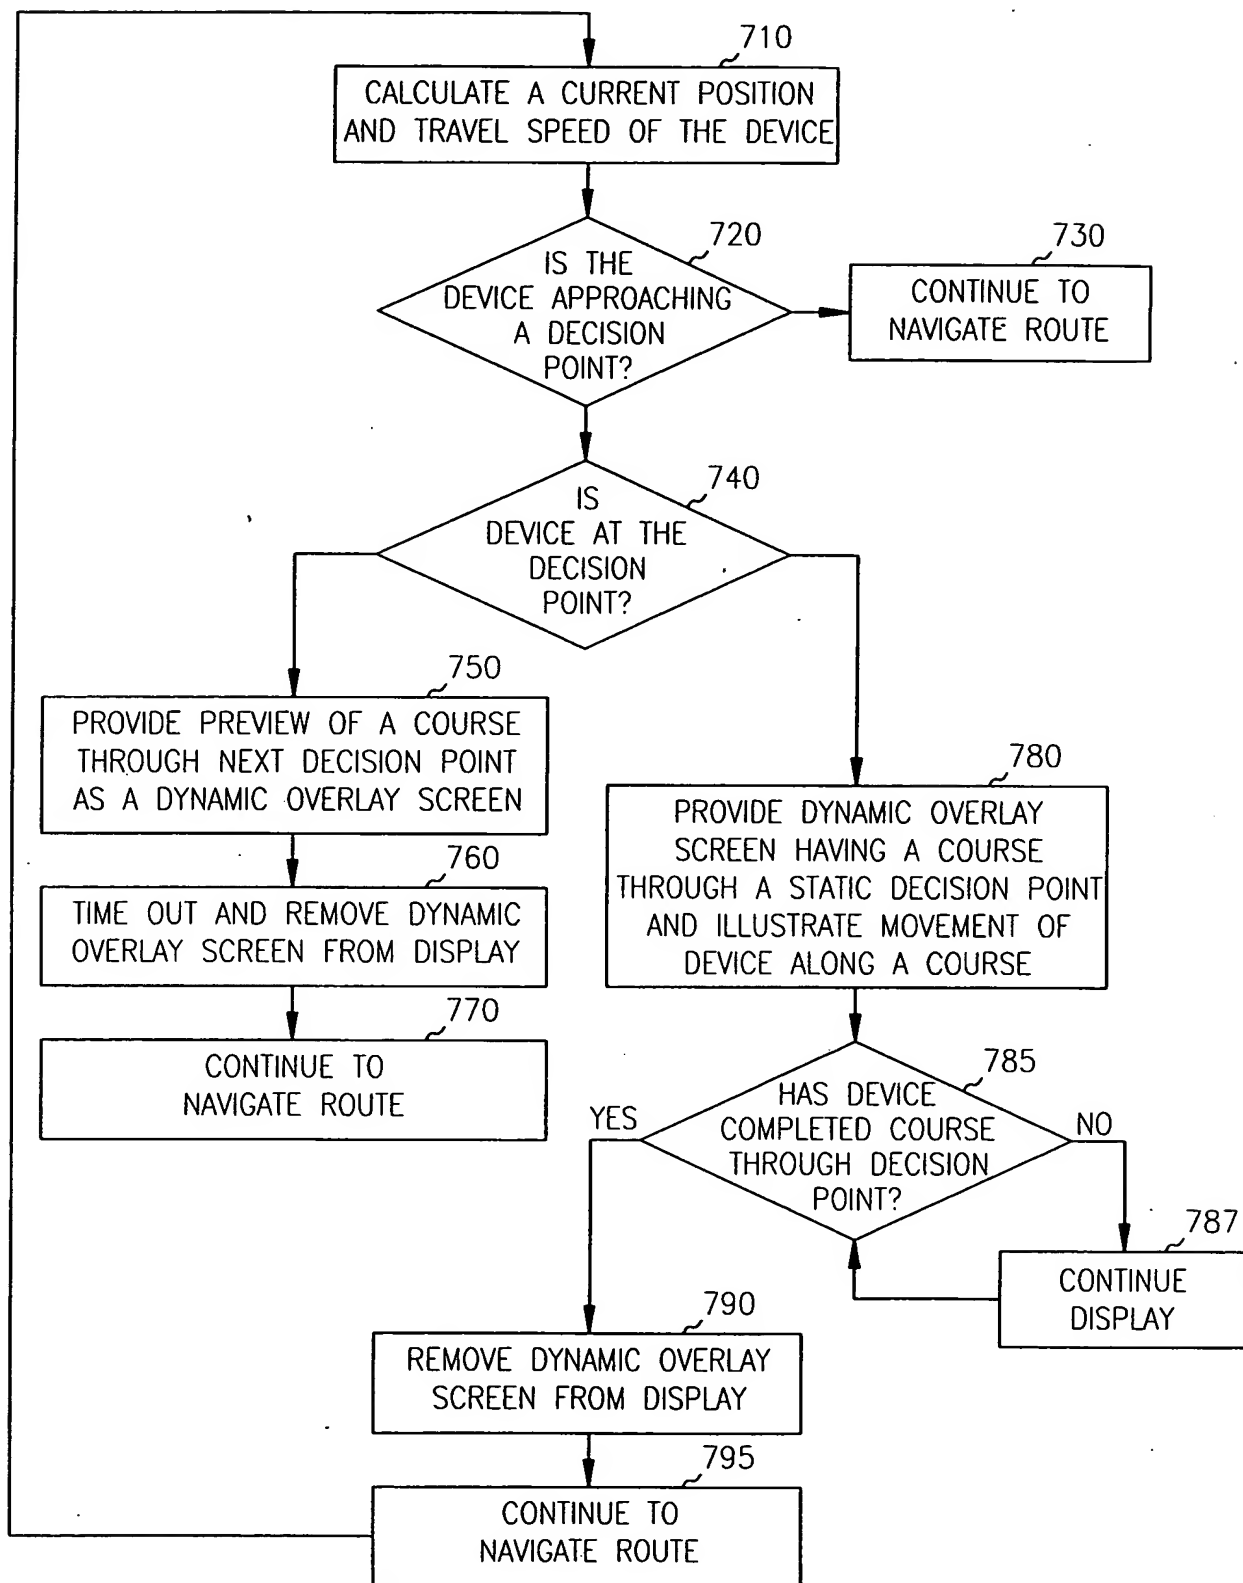 710
CALCULATE A CURRENT POSITION
AND TRAVEL SPEED OF THE DEVICE
720
IS THE
DEVICE APPROACHING
A DECISION
POINT?
730
CONTINUE TO
NAVIGATE ROUTE
740
IS
DEVICE AT THE
DECISION
POINT?
750
PROVIDE PREVIEW OF A COURSE
THROUGH NEXT DECISION POINT
AS A DYNAMIC OVERLAY SCREEN
760
TIME OUT AND REMOVE DYNAMIC
OVERLAY SCREEN FROM DISPLAY
770
CONTINUE TO
NAVIGATE ROUTE
780
PROVIDE DYNAMIC OVERLAY
SCREEN HAVING A COURSE
THROUGH A STATIC DECISION POINT
AND ILLUSTRATE MOVEMENT OF
DEVICE ALONG A COURSE
785
HAS DEVICE
COMPLETED COURSE
THROUGH DECISION
POINT?
YES
NO
787
CONTINUE
DISPLAY
790
REMOVE DYNAMIC OVERLAY
SCREEN FROM DISPLAY
795
CONTINUE TO
NAVIGATE ROUTE